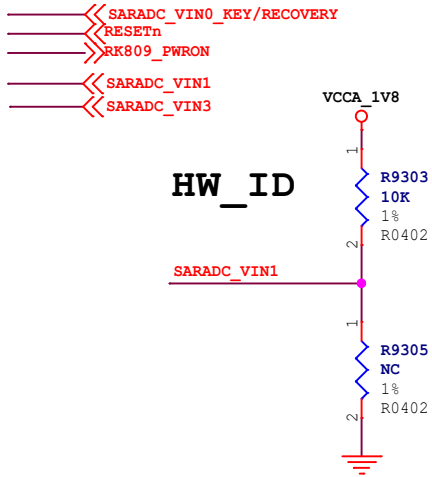 SARADC_VIN0_KEY/RECOVERY
RESETn
RK809_PWRON
SARADC_VIN1
SARADC_VIN3
VCCA_1V8
HW_ID
1
R9303
10K
1%
R0402
2
SARADC_VIN1
1
R9305
NC
1%
R0402
2